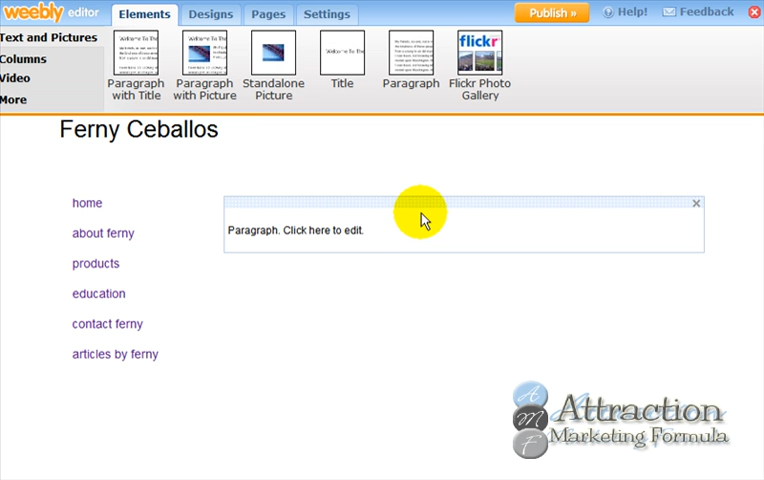 weebly editor Elements Designs Pages Settings Publish » Help! Feedback
Text and Pictures
Columns
Video
More
Paragraph with Title
Paragraph with Picture
Standalone Picture
Title
Paragraph
flickr
Flickr Photo Gallery
Ferny Ceballos
home
about ferny
products
education
contact ferny
articles by ferny
Paragraph. Click here to edit.
A
M
F
Attraction
Marketing Formula